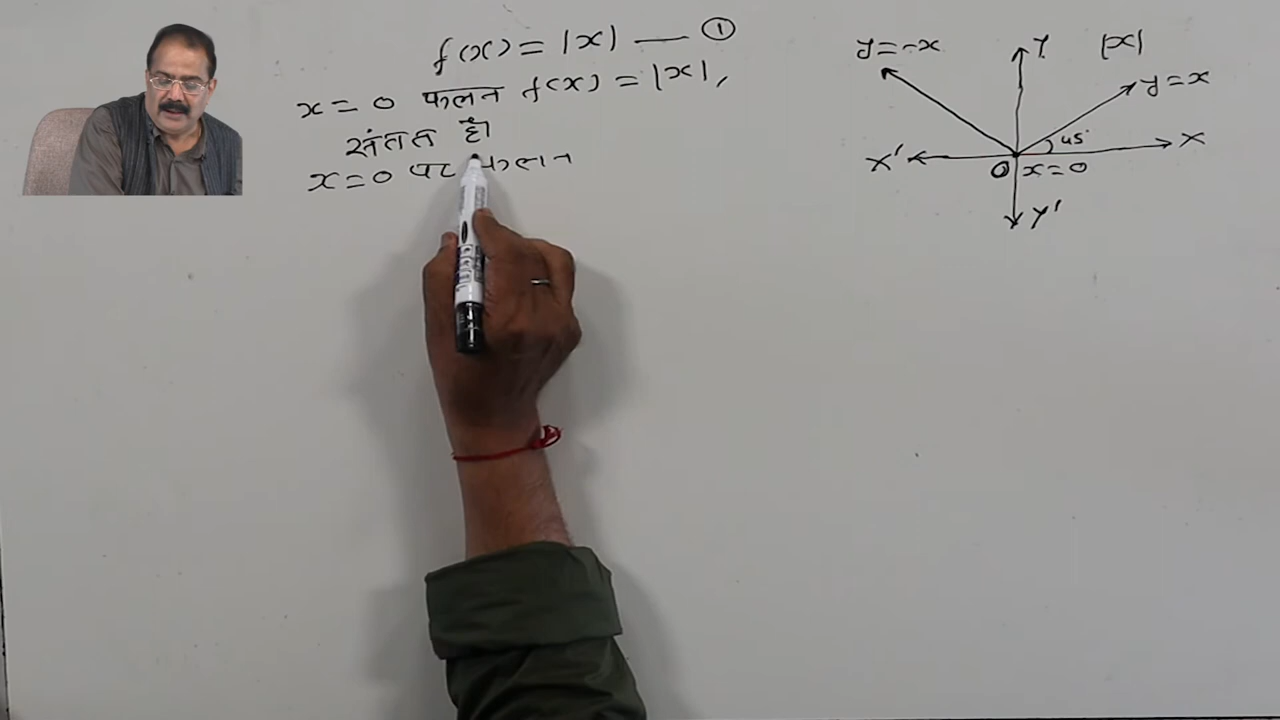 f(x) = |x| — ①
x = 0 फलन f(x) = |x|,
संतत है।
x = 0 पर फलन
y = -x
Y
|x|
y = x
45°
X' X
O x = 0
Y'